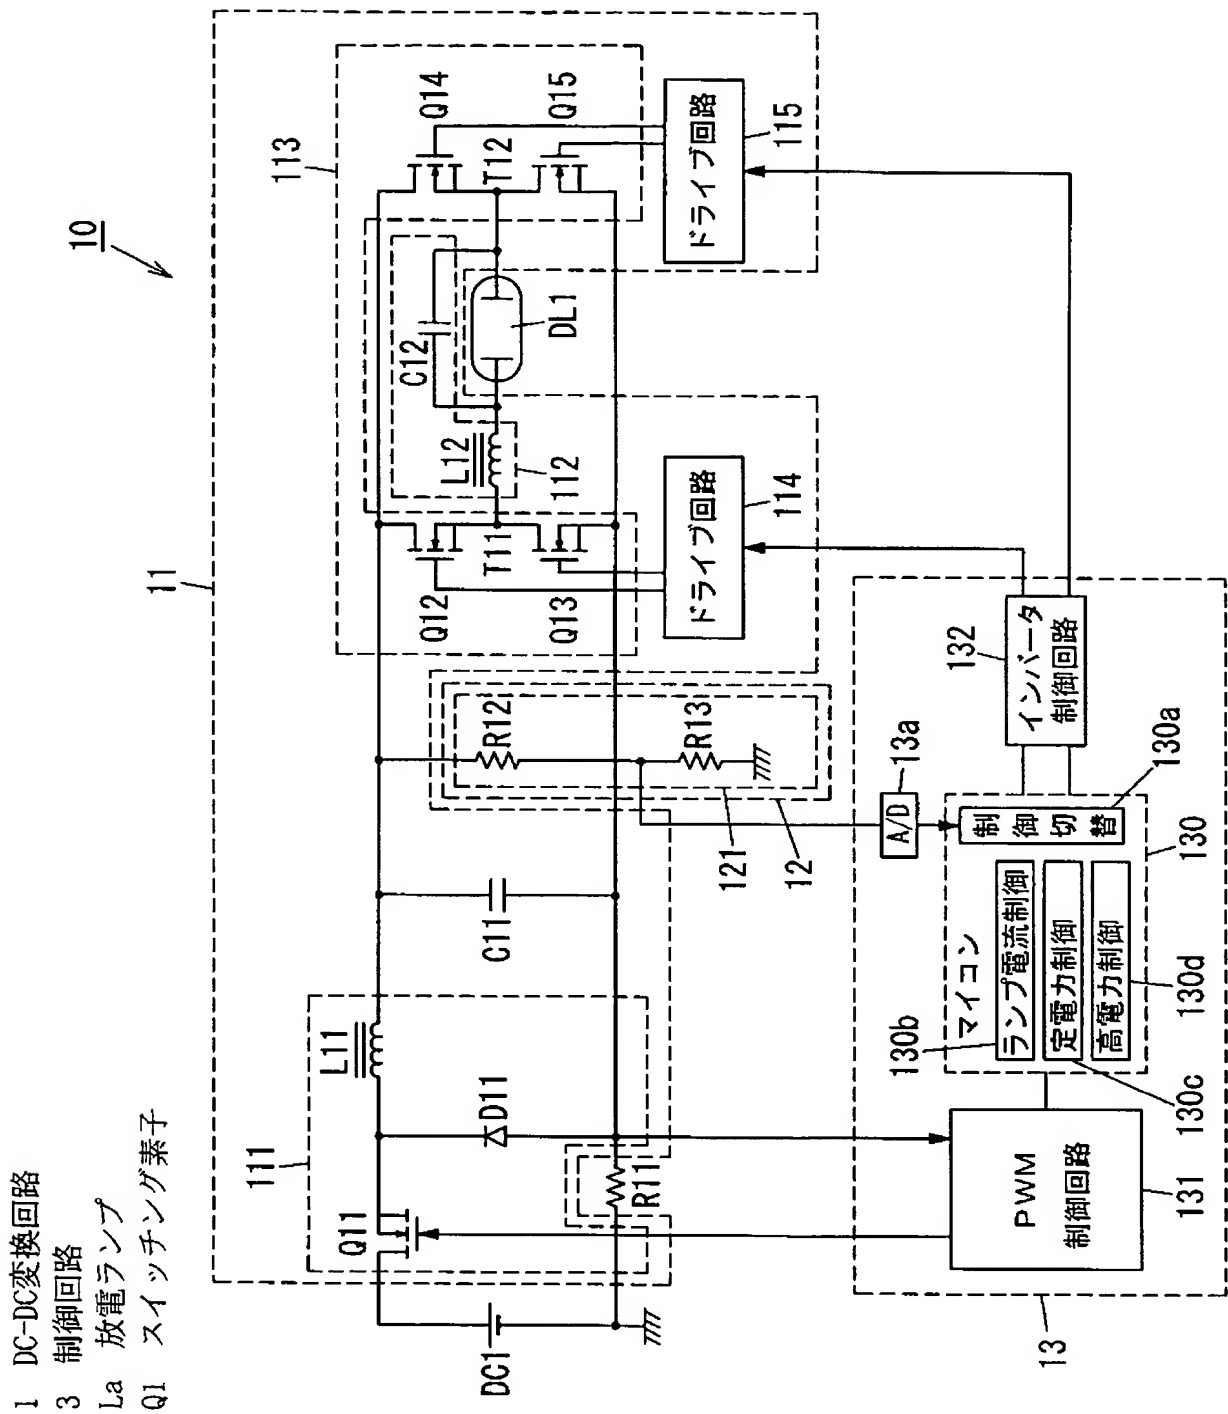 1 DC-DC変換回路
3 制御回路
La 放電ランプ
Q1 スイッチング素子
10
11
113
Q14
Q15
T12
ドライブ回路
115
C12
DL1
L12
112
Q12
T11
Q13
ドライブ回路
114
R12
R13
121
12
C11
L11
111
D11
Q11
R11
DC1
13a
A/D
132
インバータ
制御回路
130a
制御切替
130
マイコン
ランプ電流制御
定電力制御
高電力制御
130b
130c
130d
PWM
制御回路
131
13